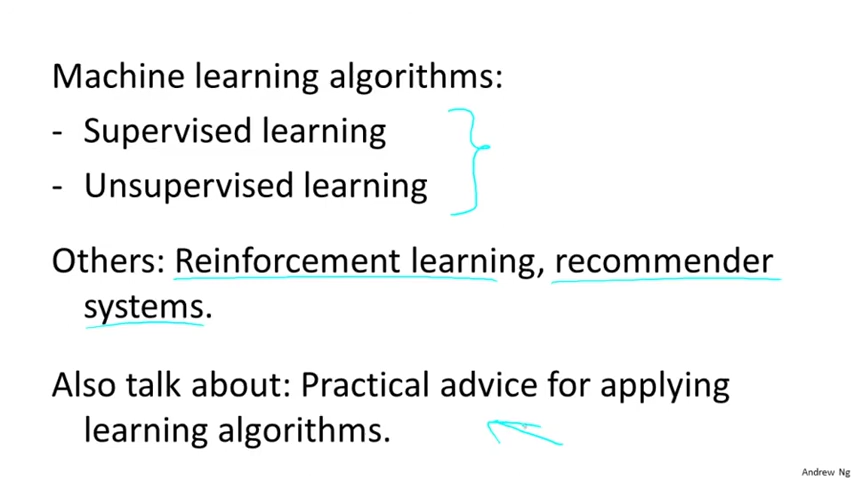 Machine learning algorithms:
- Supervised learning
- Unsupervised learning
Others: Reinforcement learning, recommender
systems.
Also talk about: Practical advice for applying
learning algorithms.
Andrew Ng